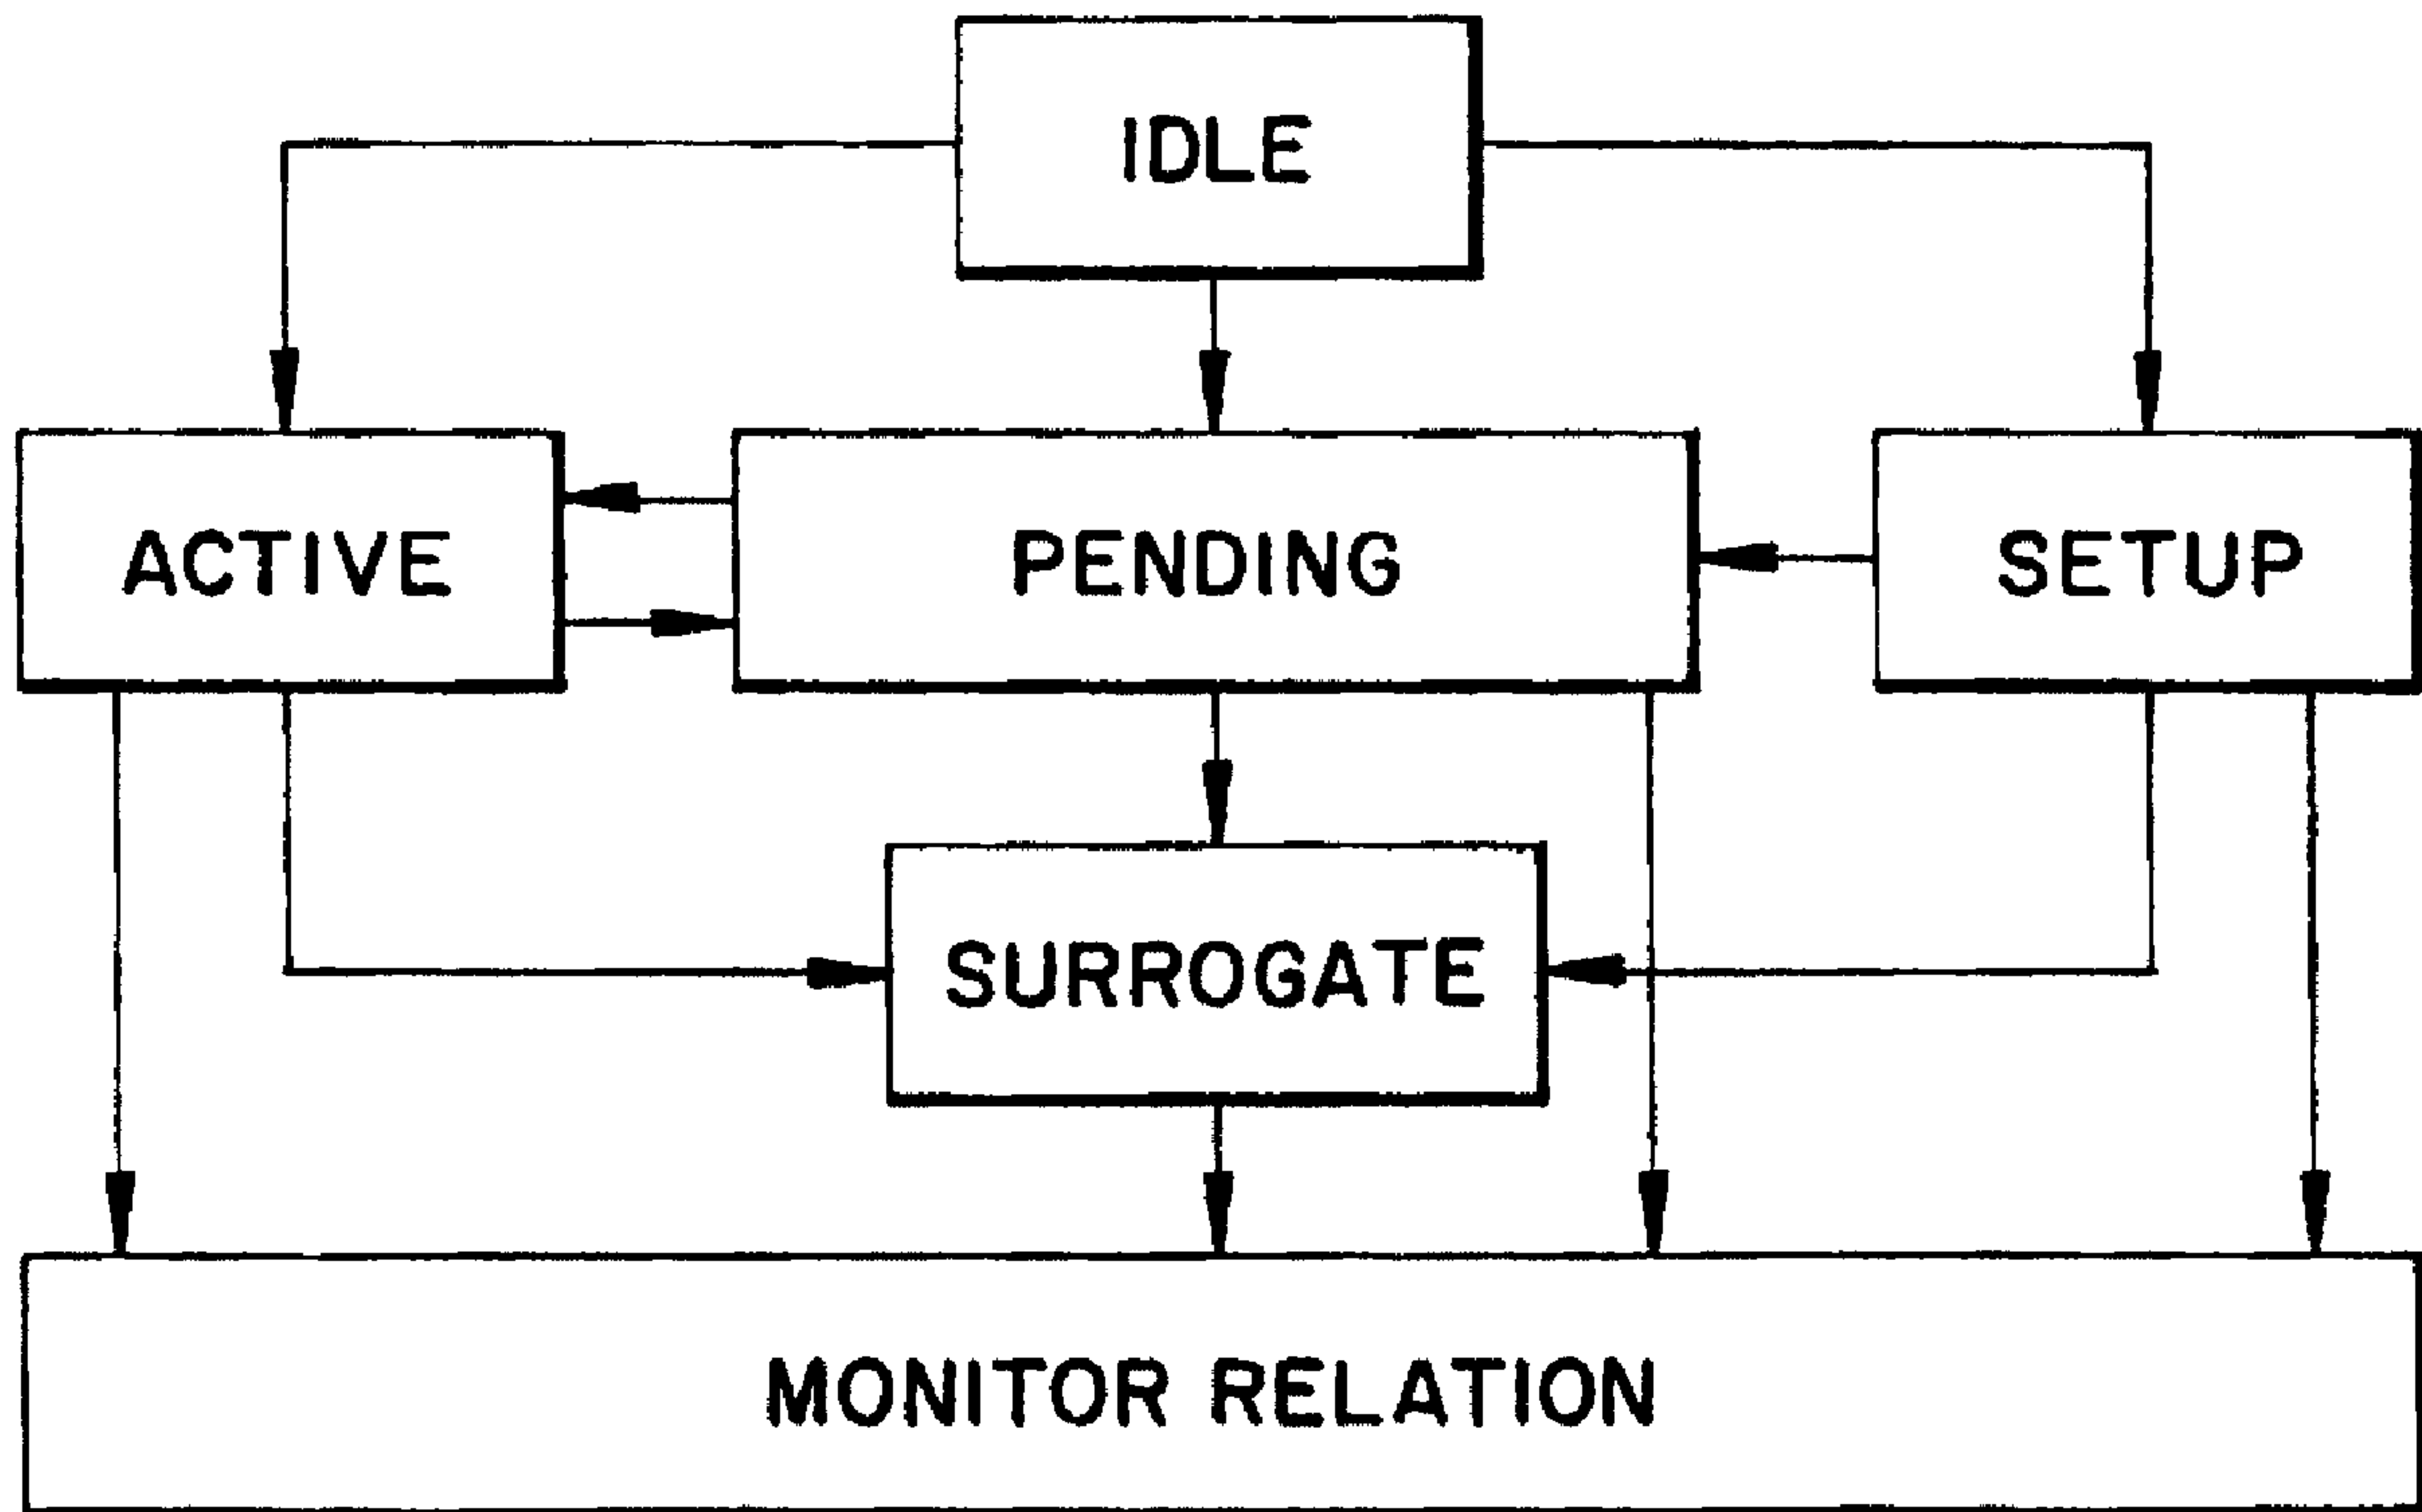 IDLE
ACTIVE
PENDING
SETUP
SURROGATE
MONITOR RELATION